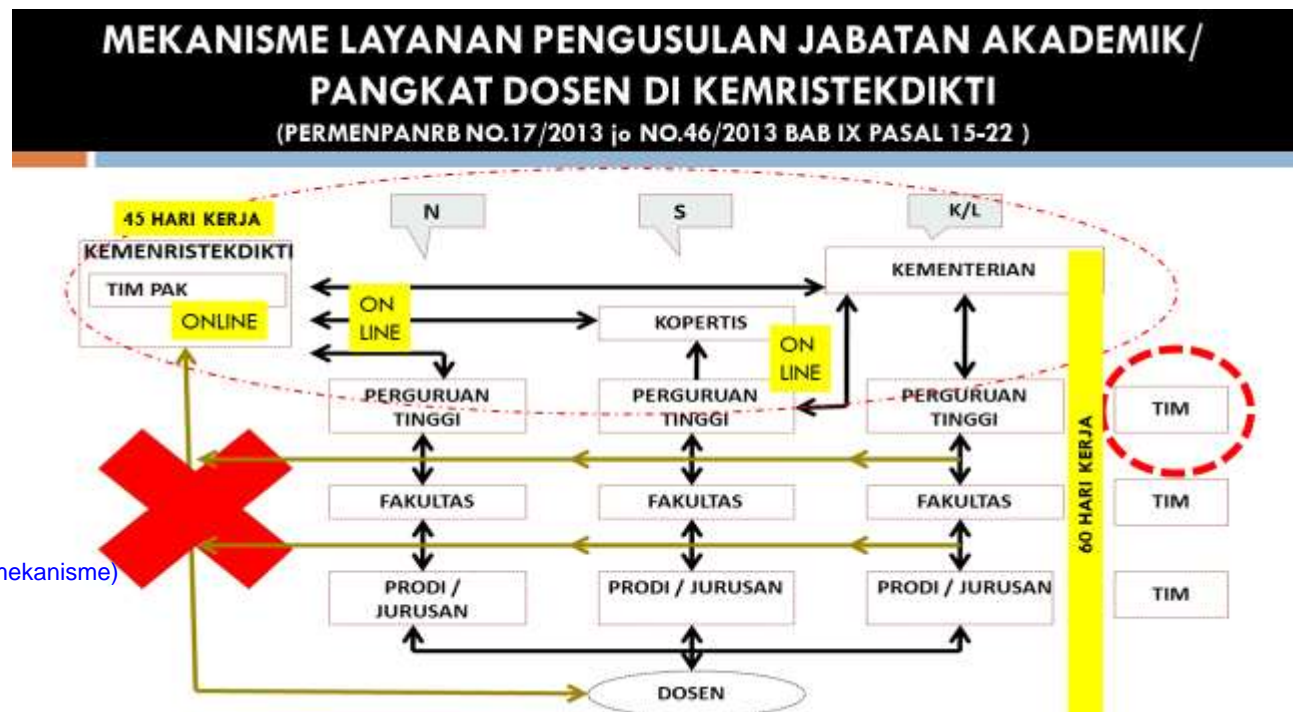 MEKANISME LAYANAN PENGUSULAN JABATAN AKADEMIK/
PANGKAT DOSEN DI KEMRISTEKDIKTI
(PERMENPANRB NO.17/2013 jo NO.46/2013 BAB IX PASAL 15-22 )
45 HARI KERJA
N
S
K/L
KEMENRISTEKDIKTI
TIM PAK
ONLINE
ON
LINE
KEMENTERIAN
KOPERTIS
ON
LINE
PERGURUAN
TINGGI
PERGURUAN
TINGGI
PERGURUAN
TINGGI
TIM
60 HARI KERJA
FAKULTAS
FAKULTAS
FAKULTAS
TIM
mekanisme)
PRODI /
JURUSAN
PRODI / JURUSAN
PRODI / JURUSAN
TIM
DOSEN